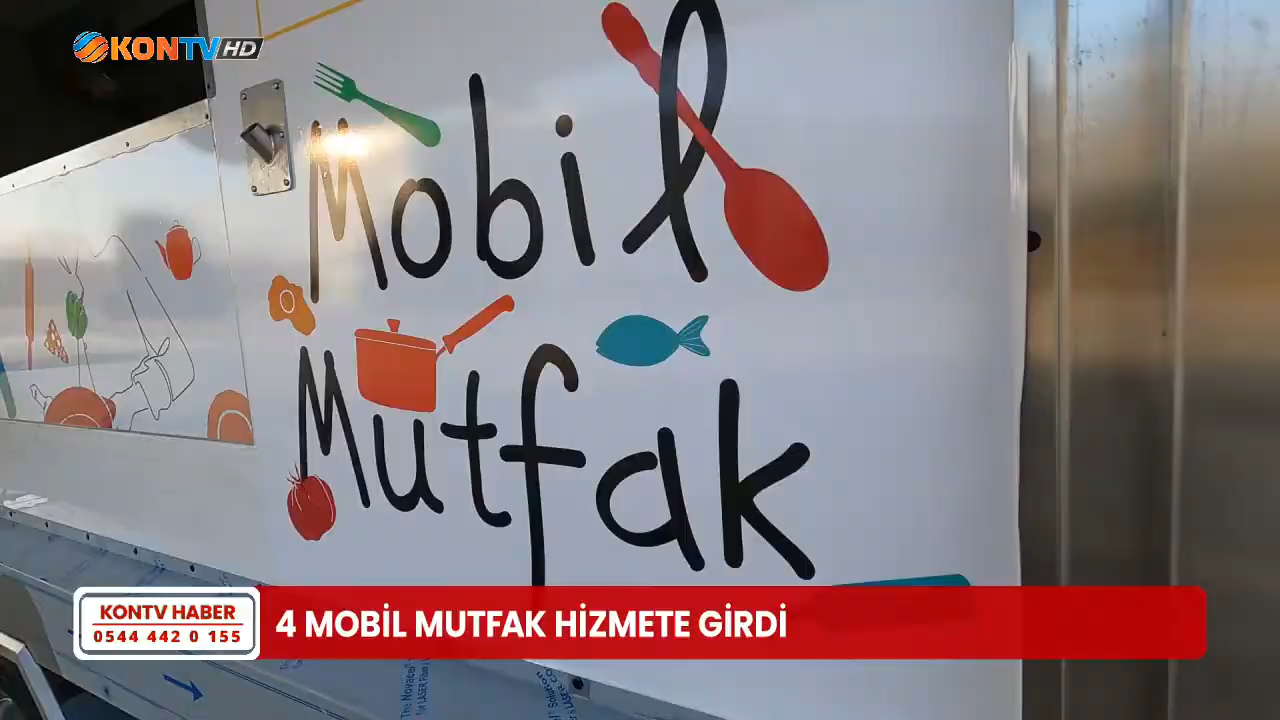 KONTV HD
Mobil
Mutfak
KONTV HABER
0544 442 0 155
4 MOBİL MUTFAK HİZMETE GİRDİ